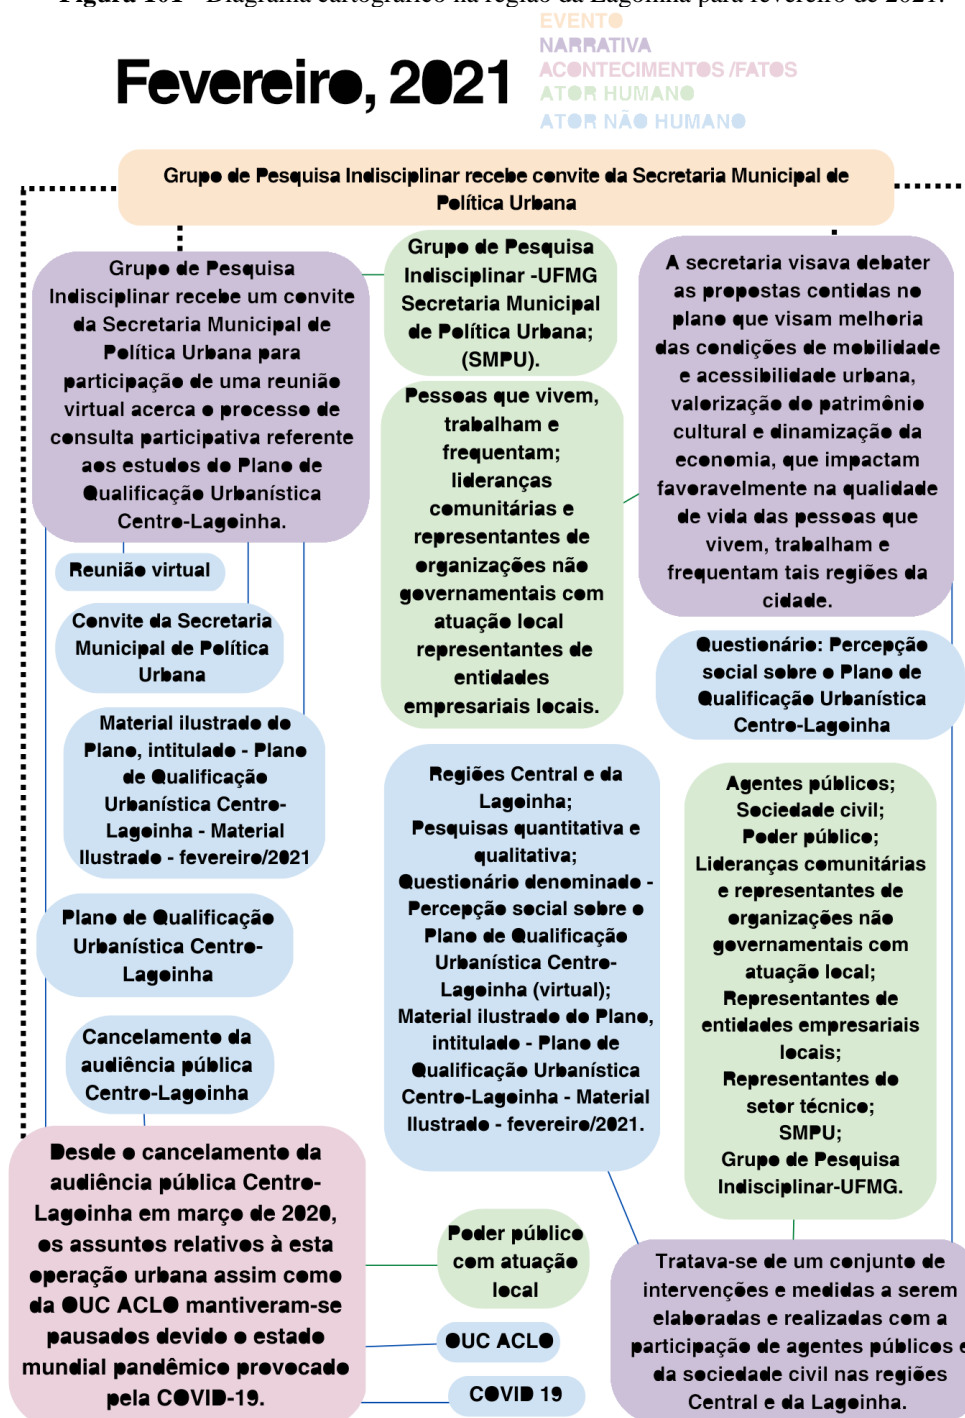 Figura 101 - Diagrama cartográfico na região da Lagoinha para fevereiro de 2021.
EVENTO
NARRATIVA
ACONTECIMENTOS /FATOS
ATOR HUMANO
ATOR NÃO HUMANO
Fevereiro, 2021
Grupo de Pesquisa Indisciplinar recebe convite da Secretaria Municipal de
Política Urbana
Grupo de Pesquisa
Indisciplinar recebe um convite
da Secretaria Municipal de
Política Urbana para
participação de uma reunião
virtual acerca o processo de
consulta participativa referente
aos estudos do Plano de
Qualificação Urbanística
Centro-Lagoinha.
Grupo de Pesquisa
Indisciplinar -UFMG
Secretaria Municipal
de Política Urbana;
(SMPU).
A secretaria visava debater
as propostas contidas no
plano que visam melhoria
das condições de mobilidade
e acessibilidade urbana,
valorização do patrimônio
cultural e dinamização da
economia, que impactam
favoravelmente na qualidade
de vida das pessoas que
vivem, trabalham e
frequentam tais regiões da
cidade.
Pessoas que vivem,
trabalham e
frequentam;
lideranças
comunitárias e
representantes de
organizações não
governamentais com
atuação local
representantes de
entidades
empresariais locais.
Reunião virtual
Convite da Secretaria
Municipal de Política
Urbana
Questionário: Percepção
social sobre o Plano de
Qualificação Urbanística
Centro-Lagoinha
Material ilustrado do
Plano, intitulado - Plano
de Qualificação
Urbanística Centro-
Lagoinha - Material
Ilustrado - fevereiro/2021
Regiões Central e da
Lagoinha;
Pesquisas quantitativa e
qualitativa;
Questionário denominado -
Percepção social sobre o
Plano de Qualificação
Urbanística Centro-
Lagoinha (virtual);
Material ilustrado do Plano,
intitulado - Plano de
Qualificação Urbanística
Centro-Lagoinha - Material
Ilustrado - fevereiro/2021.
Agentes públicos;
Sociedade civil;
Poder público;
Lideranças comunitárias
e representantes de
organizações não
governamentais com
atuação local;
Representantes de
entidades empresariais
locais;
Representantes do
setor técnico;
SMPU;
Grupo de Pesquisa
Indisciplinar-UFMG.
Plano de Qualificação
Urbanística Centro-
Lagoinha
Cancelamento da
audiência pública
Centro-Lagoinha
Desde o cancelamento da
audiência pública Centro-
Lagoinha em março de 2020,
os assuntos relativos à esta
operação urbana assim como
da OUC ACLO mantiveram-se
pausados devido o estado
mundial pandêmico provocado
pela COVID-19.
Poder público
com atuação
local
OUC ACLO
COVID 19
Tratava-se de um conjunto de
intervenções e medidas a serem
elaboradas e realizadas com a
participação de agentes públicos e
da sociedade civil nas regiões
Central e da Lagoinha.